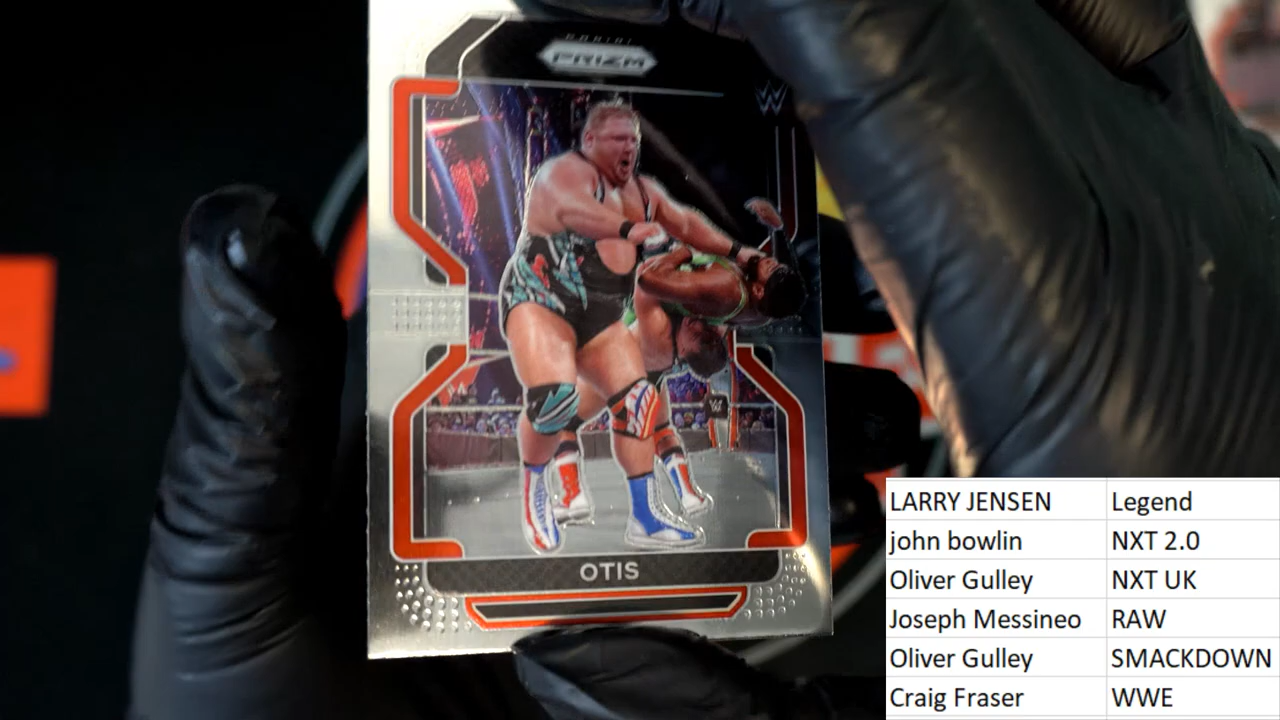 PANINI
PRIZM
W
OTIS
LARRY JENSEN Legend
john bowlin NXT 2.0
Oliver Gulley NXT UK
Joseph Messineo RAW
Oliver Gulley SMACKDOWN
Craig Fraser WWE